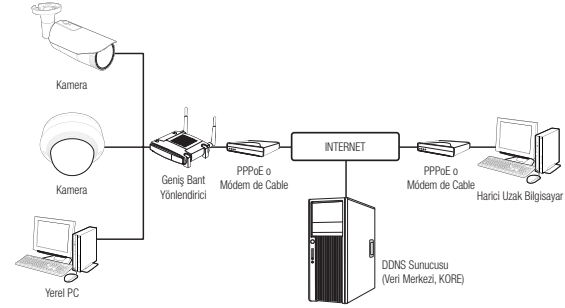 Kamera
Kamera
Yerel PC
Geniş Bant
Yönlendirici
PPPoE o
Módem de Cable
INTERNET
PPPoE o
Módem de Cable
Harici Uzak Bilgisayar
DDNS Sunucusu
(Veri Merkezi, KORE)